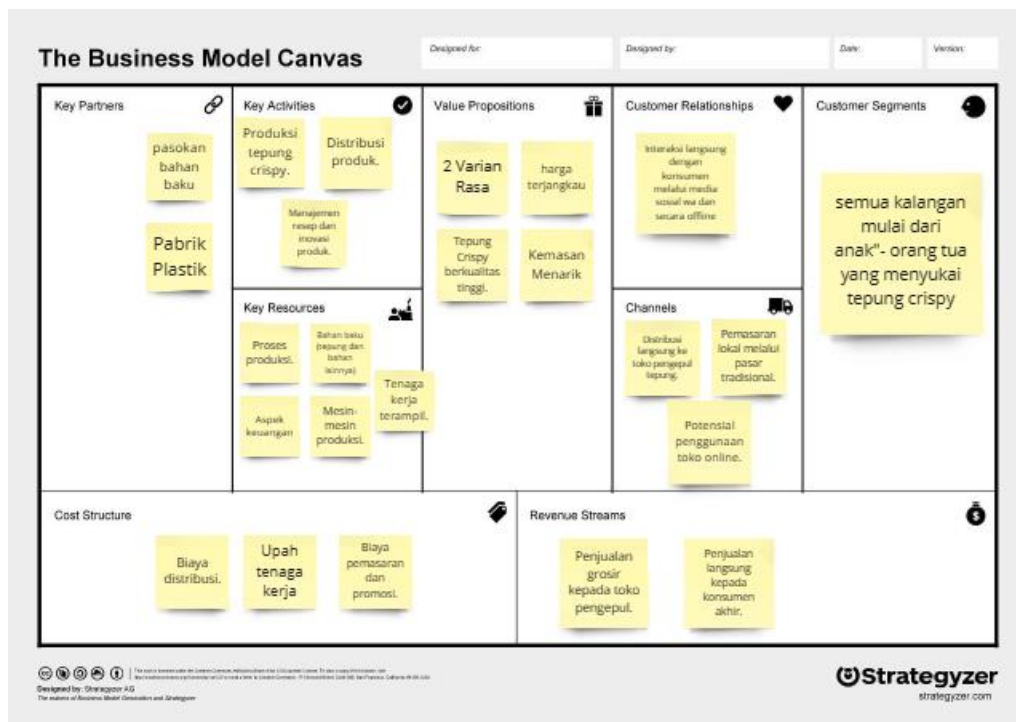 The Business Model Canvas
Designed for:
Designed by:
Date:
Version:
Key Partners
pasokan
bahan
baku
Pabrik
Plastik
Key Activities
Produksi
tepung
crispy.
Distribusi
produk.
Manajemen
resep dan
inovasi
produk.
Key Resources
Proses
produksi.
Bahan baku
(tepung dan
bahan
lainnya)
Tenaga
kerja
terampil.
Aspek
keuangan
Mesin-
mesin
produksi.
Value Propositions
2 Varian
Rasa
harga
terjangkau
Tepung
Crispy
berkualitas
tinggi.
Kemasan
Menarik
Customer Relationships
Interaksi langsung
dengan
konsumen
melalui media
sosial wa dan
secara offline
Channels
Distribusi
langsung ke
toko pengepul
tepung.
Pemasaran
lokal melalui
pasar
tradisional.
Potensial
penggunaan
toko online.
Customer Segments
semua kalangan
mulai dari
anak"- orang tua
yang menyukai
tepung crispy
Cost Structure
Biaya
distribusi.
Upah
tenaga
kerja
Biaya
pemasaran
dan
promosi.
Revenue Streams
Penjualan
grosir
kepada toko
pengepul.
Penjualan
langsung
kepada
konsumen
akhir.
Designed by: Strategyzer AG
The makers of Business Model Generation and Strategyzer
Strategyzer
strategyzer.com